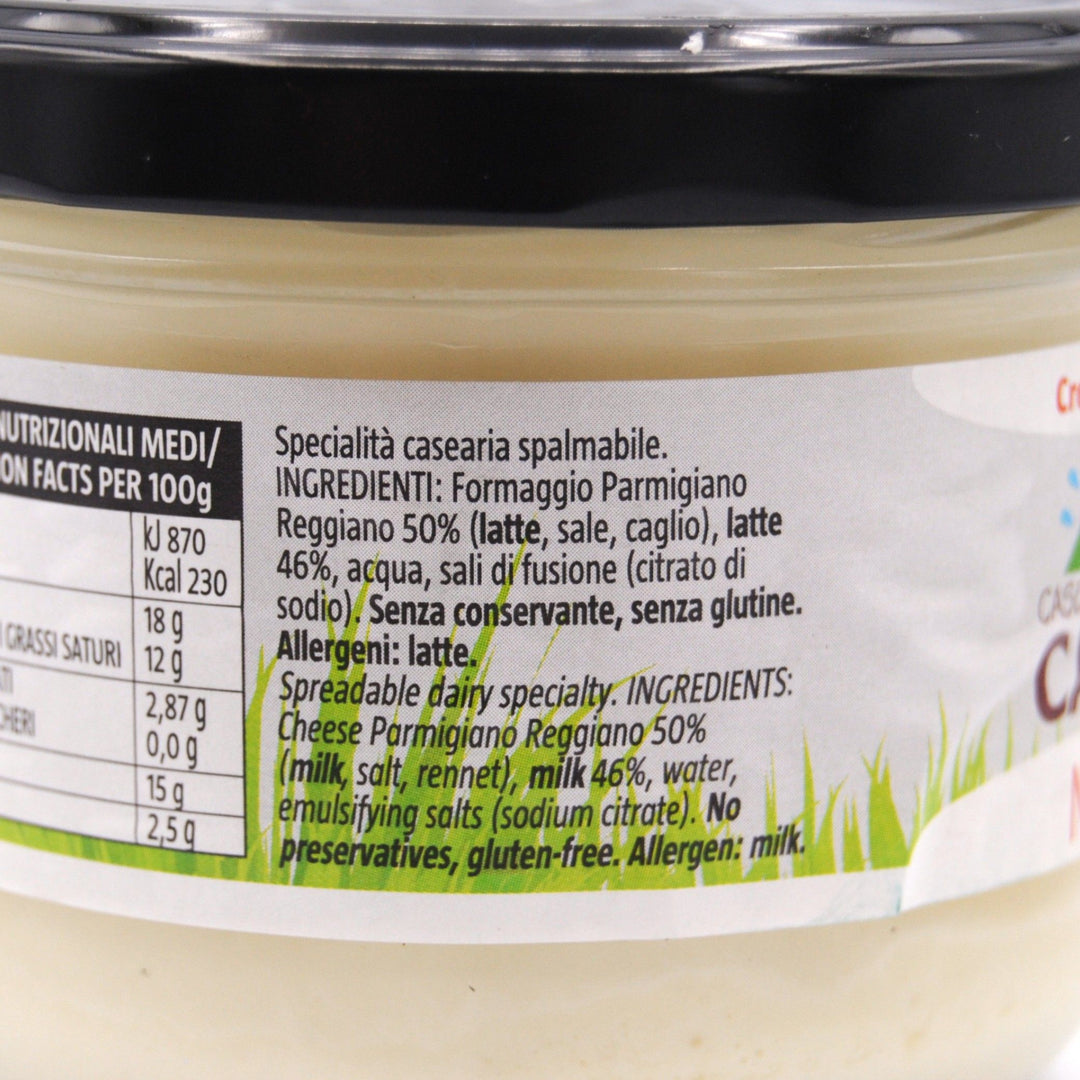 NUTRIZIONALI MEDI/
ION FACTS PER 100g
kJ 870
Kcal 230
18 g
I GRASSI SATURI 12 g
2,87 g
0,0 g
15 g
2,5 g
Specialità casearia spalmabile.
INGREDIENTI: Formaggio Parmigiano
Reggiano 50% (latte, sale, caglio), latte
46%, acqua, sali di fusione (citrato di
sodio). Senza conservante, senza glutine.
Allergeni: latte.
Spreadable dairy specialty. INGREDIENTS:
Cheese Parmigiano Reggiano 50%
(milk, salt, rennet), milk 46%, water,
emulsifying salts (sodium citrate). No
preservatives, gluten-free. Allergen: milk.
Cr
CA